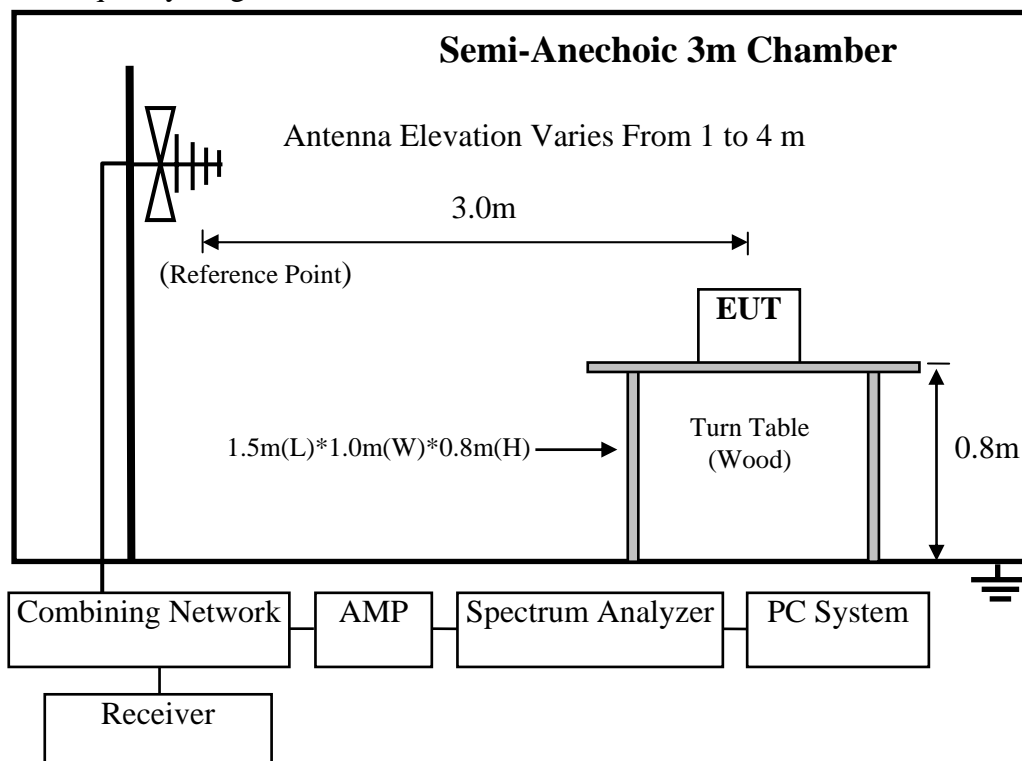 Semi-Anechoic 3m Chamber
Antenna Elevation Varies From 1 to 4 m
3.0m
(Reference Point)
EUT
1.5m(L)*1.0m(W)*0.8m(H)
Turn Table
(Wood)
0.8m
Combining Network
AMP
Spectrum Analyzer
PC System
Receiver